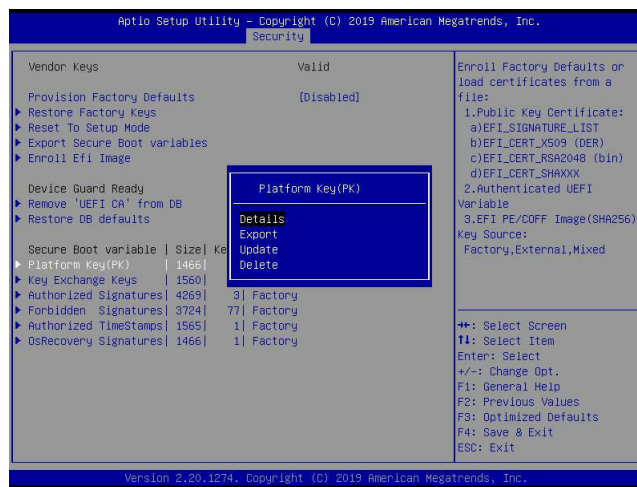 Aptio Setup Utility – Copyright (C) 2019 American Megatrends, Inc.
Security
Vendor Keys Valid
Provision Factory Defaults [Disabled]
Restore Factory Keys
Reset To Setup Mode
Export Secure Boot variables
Enroll Efi Image
Device Guard Ready
Remove 'UEFI CA' from DB
Restore DB defaults
Secure Boot variable | Size| Ke
Platform Key(PK) | 1466|
Key Exchange Keys | 1560|
Authorized Signatures| 4269| 3| Factory
Forbidden Signatures| 3724| 77| Factory
Authorized TimeStamps| 1565| 1| Factory
OsRecovery Signatures| 1466| 1| Factory
Platform Key(PK)
Details
Export
Update
Delete
Enroll Factory Defaults or
load certificates from a
file:
1.Public Key Certificate:
a)EFI_SIGNATURE_LIST
b)EFI_CERT_X509 (DER)
c)EFI_CERT_RSA2048 (bin)
d)EFI_CERT_SHAXXX
2.Authenticated UEFI
Variable
3.EFI PE/COFF Image(SHA256)
Key Source:
Factory,External,Mixed
→←: Select Screen
↑↓: Select Item
Enter: Select
+/-: Change Opt.
F1: General Help
F2: Previous Values
F3: Optimized Defaults
F4: Save & Exit
ESC: Exit
Version 2.20.1274. Copyright (C) 2019 American Megatrends, Inc.